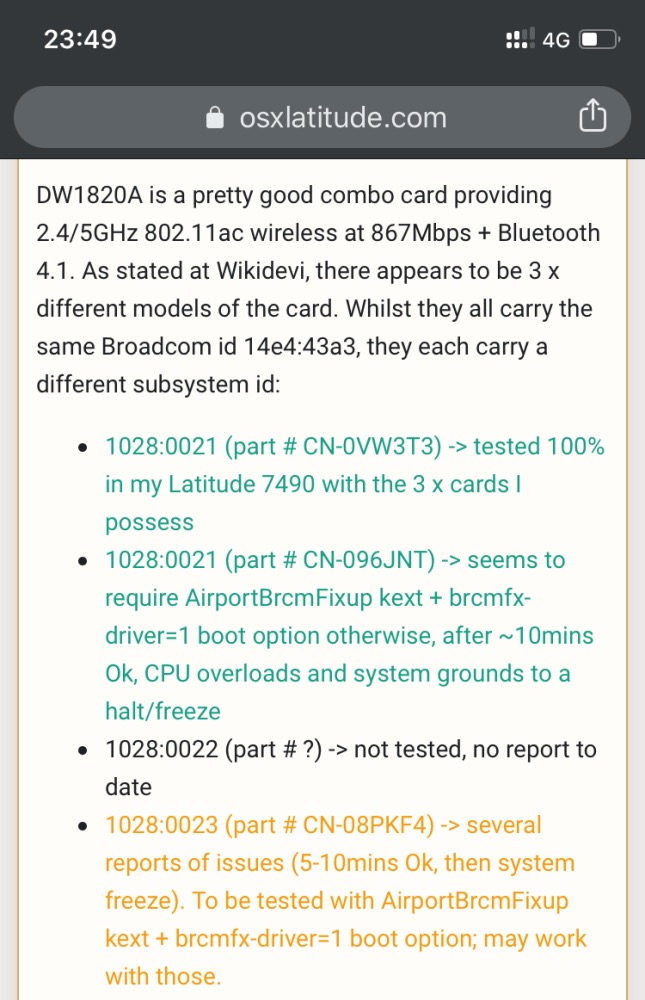 23:49
4G
osxlatitude.com
DW1820A is a pretty good combo card providing
2.4/5GHz 802.11ac wireless at 867Mbps + Bluetooth
4.1. As stated at Wikidevi, there appears to be 3 x
different models of the card. Whilst they all carry the
same Broadcom id 14e4:43a3, they each carry a
different subsystem id:
• 1028:0021 (part # CN-0VW3T3) -> tested 100%
in my Latitude 7490 with the 3 x cards I
possess
• 1028:0021 (part # CN-096JNT) -> seems to
require AirportBrcmFixup kext + brcmfx-
driver=1 boot option otherwise, after ~10mins
Ok, CPU overloads and system grounds to a
halt/freeze
• 1028:0022 (part # ?) -> not tested, no report to
date
• 1028:0023 (part # CN-08PKF4) -> several
reports of issues (5-10mins Ok, then system
freeze). To be tested with AirportBrcmFixup
kext + brcmfx-driver=1 boot option; may work
with those.